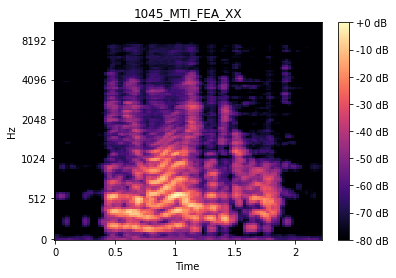 1045_MTI_FEA_XX
+0 dB
8192
-10 dB
4096
-20 dB
-30 dB
2048
Hz
-40 dB
1024
-50 dB
512
-60 dB
-70 dB
0
-80 dB
0
0.5
1
1.5
2
Time